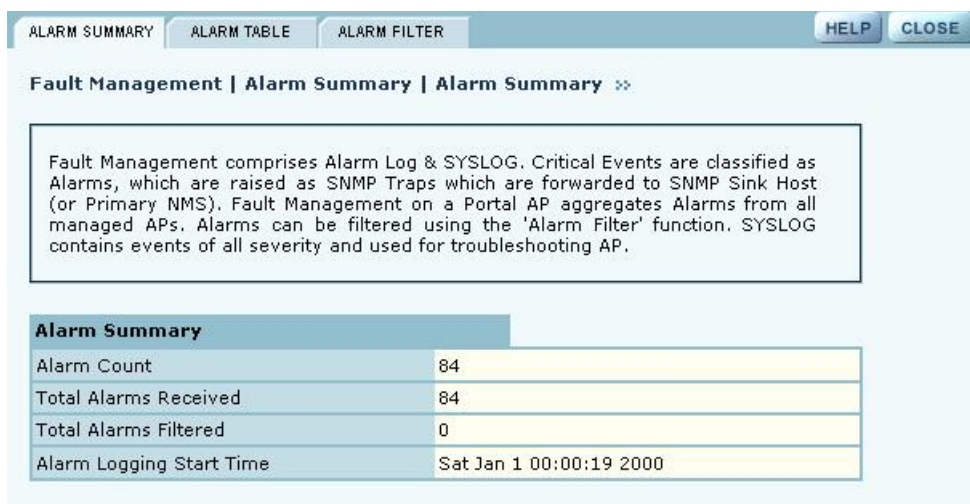 ALARM SUMMARY ALARM TABLE ALARM FILTER HELP CLOSE
Fault Management | Alarm Summary | Alarm Summary »
Fault Management comprises Alarm Log & SYSLOG. Critical Events are classified as
Alarms, which are raised as SNMP Traps which are forwarded to SNMP Sink Host
(or Primary NMS). Fault Management on a Portal AP aggregates Alarms from all
managed APs. Alarms can be filtered using the 'Alarm Filter' function. SYSLOG
contains events of all severity and used for troubleshooting AP.
Alarm Summary
Alarm Count 84
Total Alarms Received 84
Total Alarms Filtered 0
Alarm Logging Start Time Sat Jan 1 00:00:19 2000